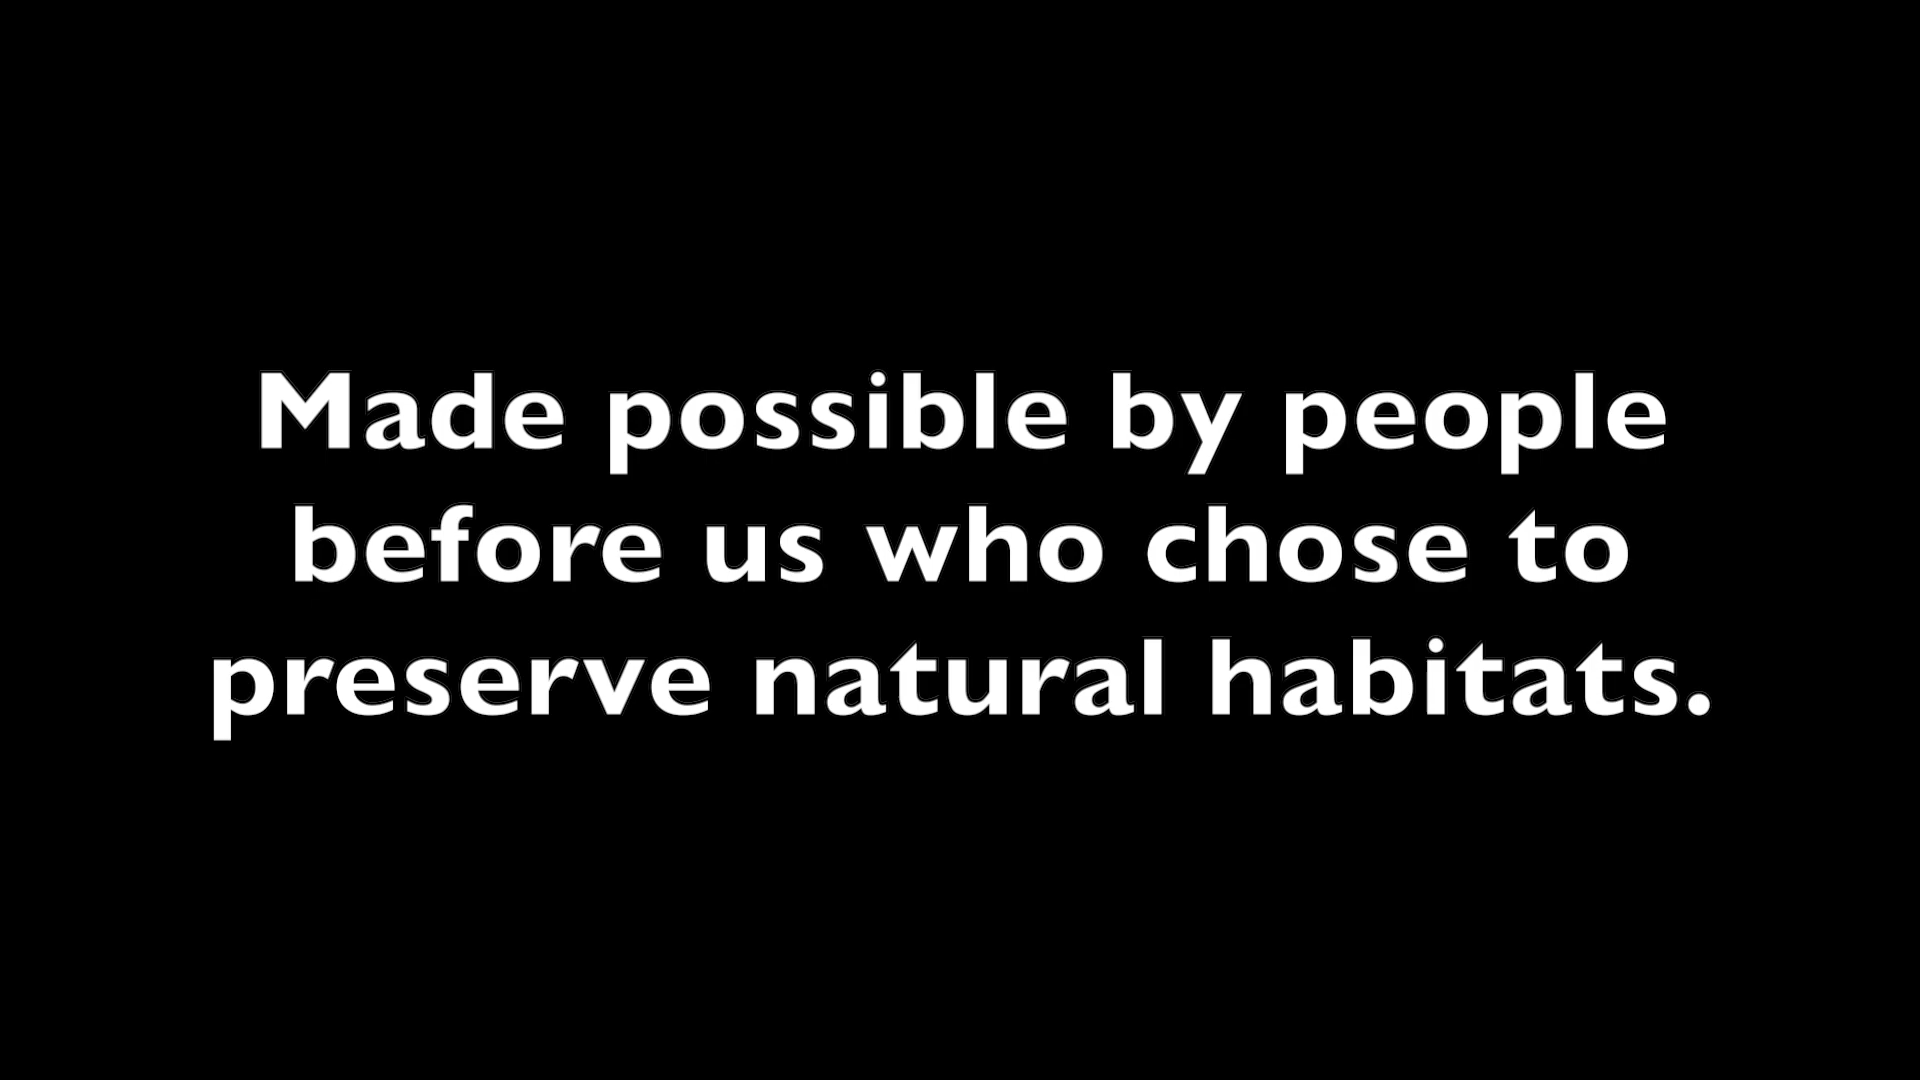 Made possible by people
before us who chose to
preserve natural habitats.